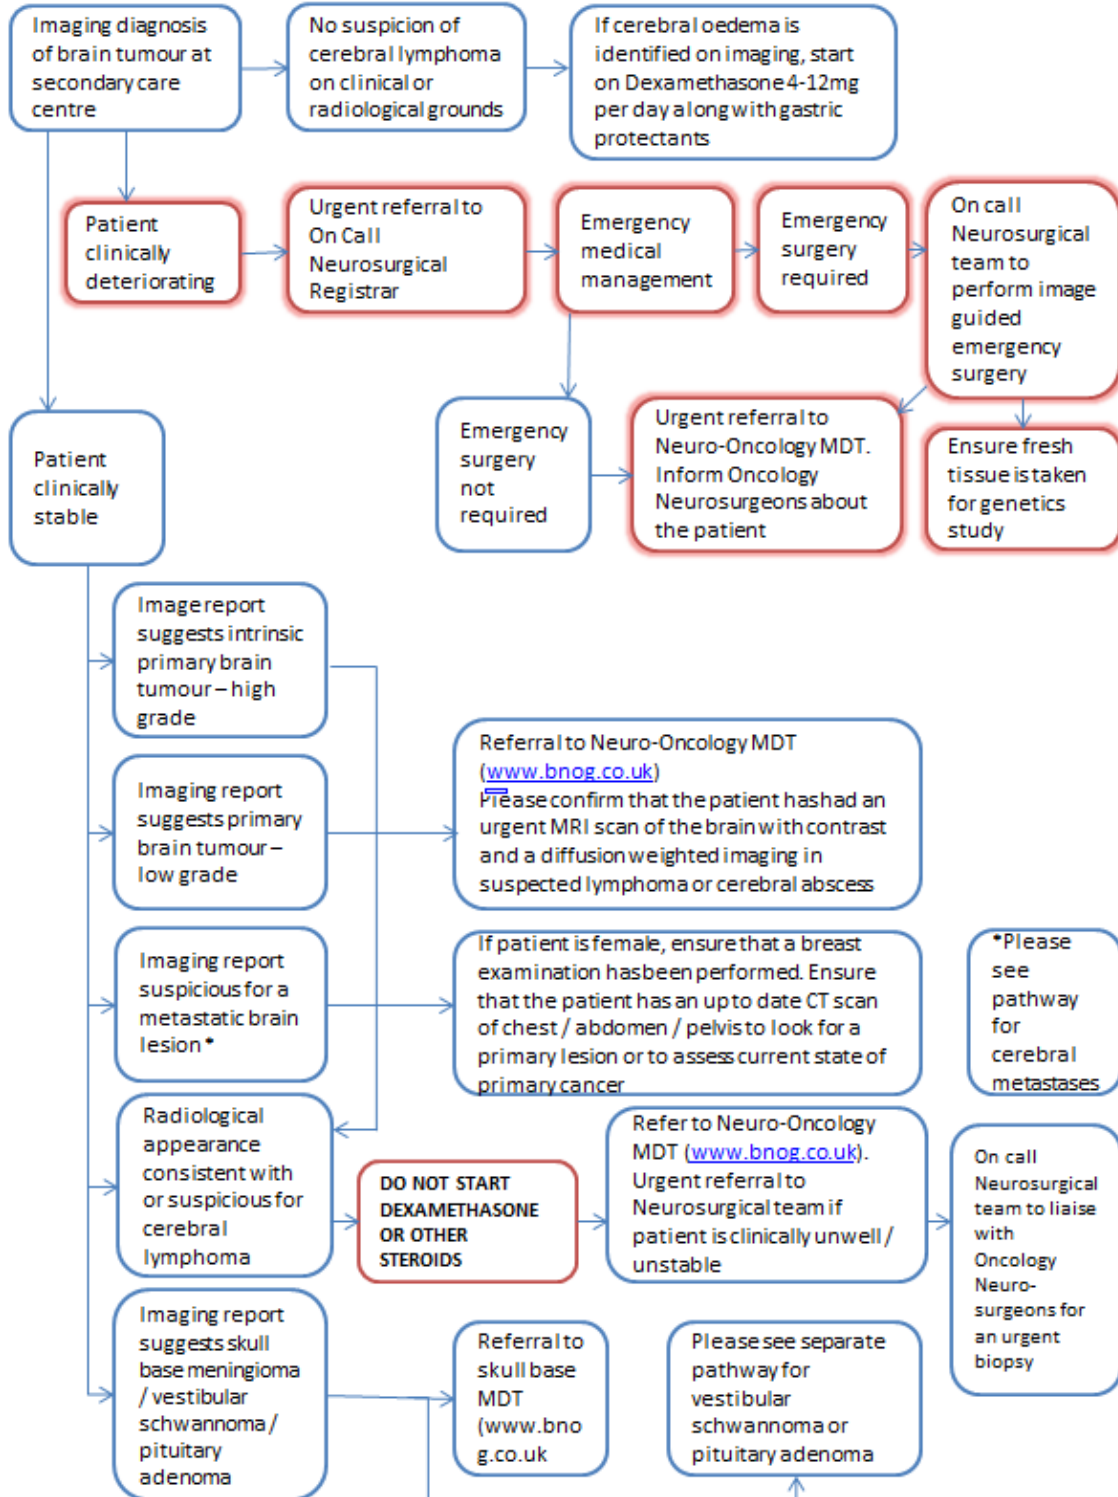 Imaging diagnosis
of brain tumour at
secondary care
centre
No suspicion of
cerebral lymphoma
on clinical or
radiological grounds
If cerebral oedema is
identified on imaging, start
on Dexamethasone 4-12mg
per day along with gastric
protectants
Patient
clinically
deteriorating
Urgent referral to
On Call
Neurosurgical
Registrar
Emergency
medical
management
Emergency
surgery
required
On call
Neurosurgical
team to
perform image
guided
emergency
surgery
Patient
clinically
stable
Emergency
surgery
not
required
Urgent referral to
Neuro-Oncology MDT.
Inform Oncology
Neurosurgeons about
the patient
Ensure fresh
tissue is taken
for genetics
study
Image report
suggests intrinsic
primary brain
tumour – high
grade
Imaging report
suggests primary
brain tumour –
low grade
Referral to Neuro-Oncology MDT
(www.bnog.co.uk)
Please confirm that the patient has had an
urgent MRI scan of the brain with contrast
and a diffusion weighted imaging in
suspected lymphoma or cerebral abscess
Imaging report
suspicious for a
metastatic brain
lesion *
If patient is female, ensure that a breast
examination has been performed. Ensure
that the patient has an up to date CT scan
of chest / abdomen / pelvis to look for a
primary lesion or to assess current state of
primary cancer
*Please
see
pathway
for
cerebral
metastases
Radiological
appearance
consistent with
or suspicious for
cerebral
lymphoma
DO NOT START
DEXAMETHASONE
OR OTHER
STEROIDS
Refer to Neuro-Oncology
MDT (www.bnog.co.uk).
Urgent referral to
Neurosurgical team if
patient is clinically unwell /
unstable
On call
Neurosurgical
team to liaise
with
Oncology
Neuro-
surgeons for
an urgent
biopsy
Imaging report
suggests skull
base meningioma
/ vestibular
schwannoma /
pituitary
adenoma
Referral to
skull base
MDT
(www.bno
g.co.uk
Please see separate
pathway for
vestibular
schwannoma or
pituitary adenoma